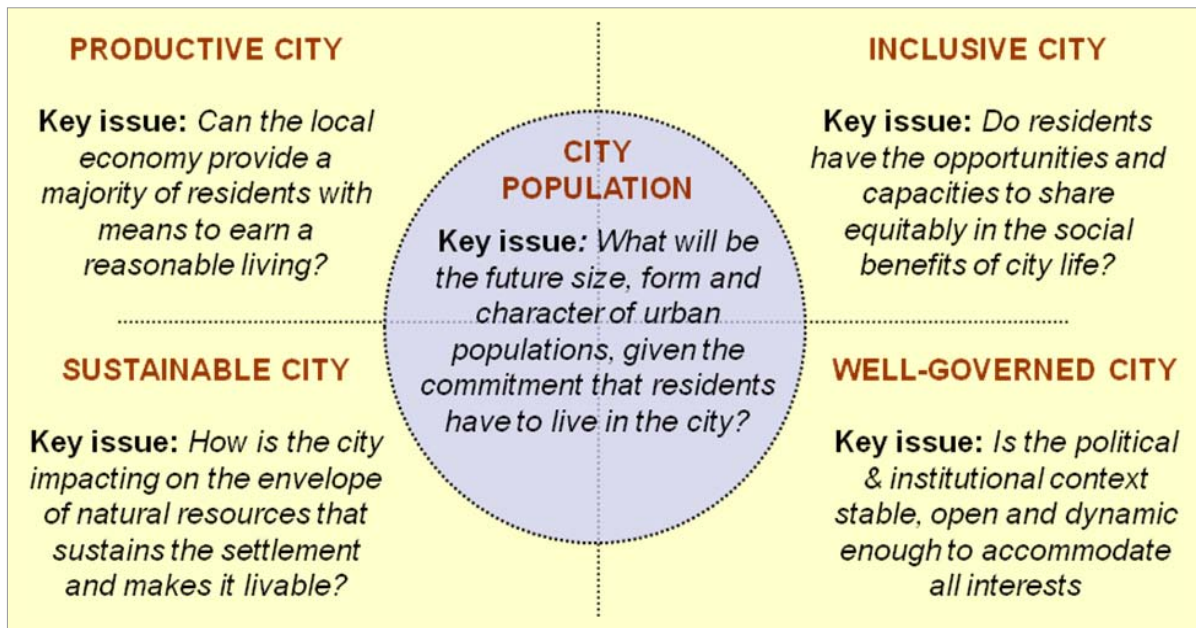 PRODUCTIVE CITY
Key issue: Can the local
economy provide a
majority of residents with
means to earn a
reasonable living?
INCLUSIVE CITY
Key issue: Do residents
have the opportunities and
capacities to share
equitably in the social
benefits of city life?
CITY
POPULATION
Key issue: What will be
the future size, form and
character of urban
populations, given the
commitment that residents
have to live in the city?
SUSTAINABLE CITY
Key issue: How is the city
impacting on the envelope
of natural resources that
sustains the settlement
and makes it livable?
WELL-GOVERNED CITY
Key issue: Is the political
& institutional context
stable, open and dynamic
enough to accommodate
all interests